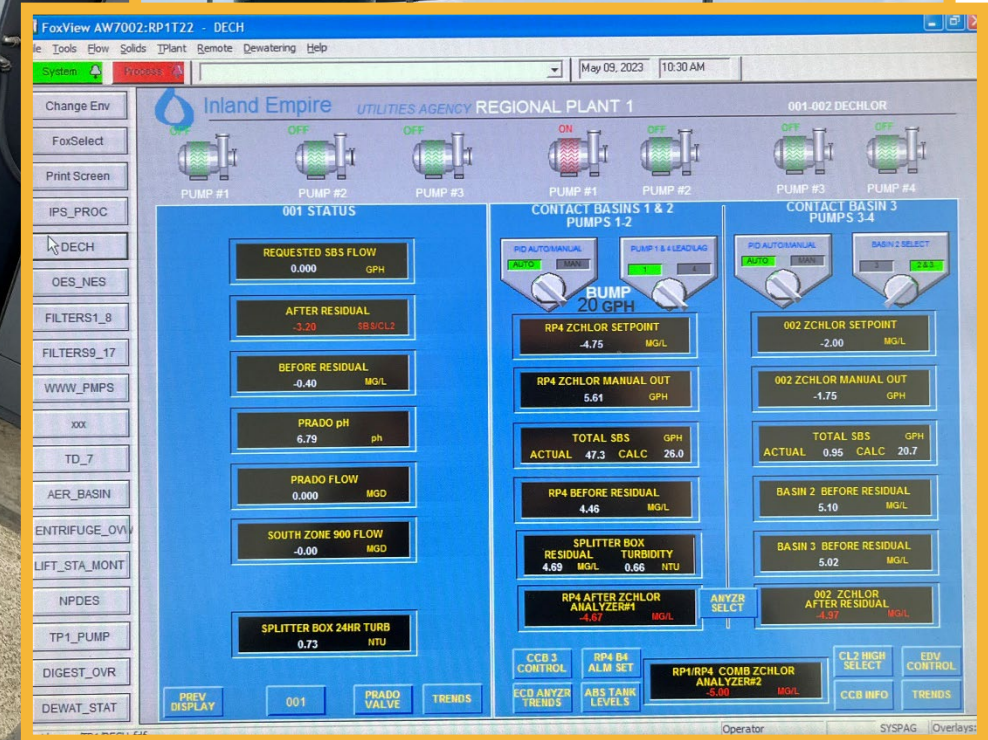 FoxView AW7002:RP1T22 - DECH
le Tools Flow Solids TPlant Remote Dewatering Help
System
Process
May 09, 2023 10:30 AM
Change Env
FoxSelect
Print Screen
IPS_PROC
DECH
OES_NES
FILTERS1_8
FILTERS9_17
WWW_PMPS
xxx
TD_7
AER_BASIN
ENTRIFUGE_OVW
LIFT_STA_MONT
NPDES
TP1_PUMP
DIGEST_OVR
DEWAT_STAT
Inland Empire UTILITIES AGENCY REGIONAL PLANT 1
001-002 DECHLOR
OFF OFF OFF ON OFF OFF OFF
PUMP #1 PUMP #2 PUMP #3 PUMP #1 PUMP #2 PUMP #3 PUMP #4
001 STATUS
REQUESTED SBS FLOW
0.000 GPH
AFTER RESIDUAL
-3.20 SBS/CL2
BEFORE RESIDUAL
-0.40 MG/L
PRADO pH
6.79 ph
PRADO FLOW
0.000 MGD
SOUTH ZONE 900 FLOW
-0.00 MGD
SPLITTER BOX 24HR TURB
0.73 NTU
PREV
DISPLAY
001
PRADO
VALVE
TRENDS
CONTACT BASINS 1 & 2
PUMPS 1-2
PID AUTO/MANUAL
AUTO MAN
PUMP 1 & 4 LEAD/LAG
1 4
BUMP
20 GPH
RP4 ZCHLOR SETPOINT
-4.75 MG/L
RP4 ZCHLOR MANUAL OUT
5.61 GPH
TOTAL SBS GPH
ACTUAL 47.3 CALC 26.0
RP4 BEFORE RESIDUAL
4.46 MG/L
SPLITTER BOX
RESIDUAL TURBIDITY
4.69 MG/L 0.66 NTU
RP4 AFTER ZCHLOR
ANALYZER#1
-4.67 MG/L
ANYZR
SELCT
CONTACT BASIN 3
PUMPS 3-4
PID AUTO/MANUAL
AUTO MAN
BASIN 2 SELECT
3 2&3
002 ZCHLOR SETPOINT
-2.00 MG/L
002 ZCHLOR MANUAL OUT
-1.75 GPH
TOTAL SBS GPH
ACTUAL 0.95 CALC 20.7
BASIN 2 BEFORE RESIDUAL
5.10 MG/L
BASIN 3 BEFORE RESIDUAL
5.02 MG/L
002 ZCHLOR
AFTER RESIDUAL
-4.97 MG/L
CCB 3
CONTROL
RP4 B4
ALM SET
ECD ANYZR
TRENDS
ABS TANK
LEVELS
RP1/RP4 COMB ZCHLOR
ANALYZER#2
-5.00 MG/L
CL2 HIGH
SELECT
EDV
CONTROL
CCB INFO
TRENDS
Operator SYSPAG Overlays: